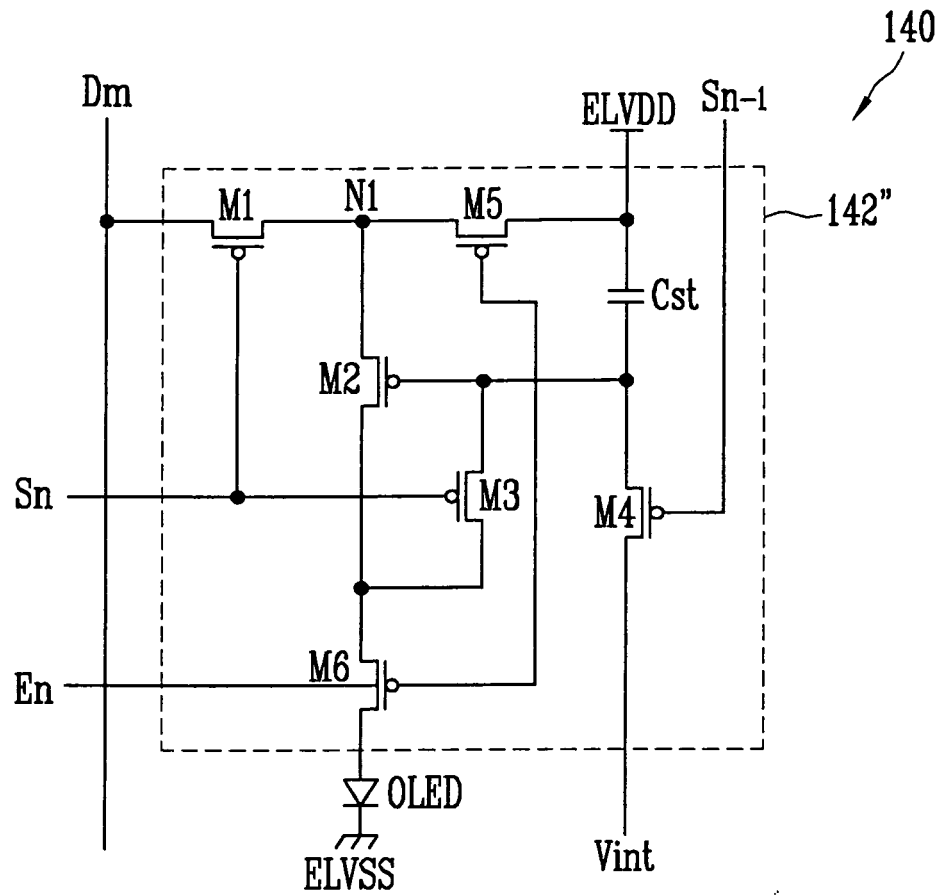 140
Dm
ELVDD
Sn-1
M1
N1
M5
142"
Cst
M2
Sn
M3
M4
M6
En
OLED
ELVSS
Vint